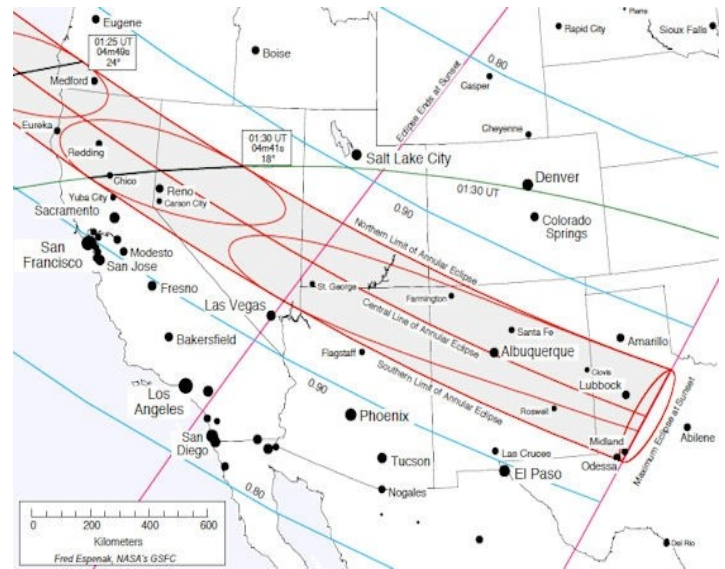 Eugene
01:25 UT
04m49s
24°
Medford
Eureka
Redding
Chico
Yuba City
Sacramento
San
Francisco
San Jose
Modesto
Fresno
Bakersfield
Los
Angeles
San
Diego
Boise
01:30 UT
04m41s
18°
Reno
Carson City
Las Vegas
St. George
Flagstaff
Phoenix
Tucson
Nogales
Salt Lake City
Eclipse Ends at Sunset
Casper
Cheyenne
Rapid City
Pierre
Sioux Falls
0.80
Denver
01:30 UT
Colorado
Springs
0.90
Northern Limit of Annular Eclipse
Central Line of Annular Eclipse
Southern Limit of Annular Eclipse
Farmington
Santa Fe
Albuquerque
Clovis
Roswell
Las Cruces
El Paso
Amarillo
Lubbock
Midland
Odessa
Abilene
Maximum Eclipse at Sunset
Del Rio
0.90
0.80
0 200 400 600
Kilometers
Fred Espenak, NASA's GSFC